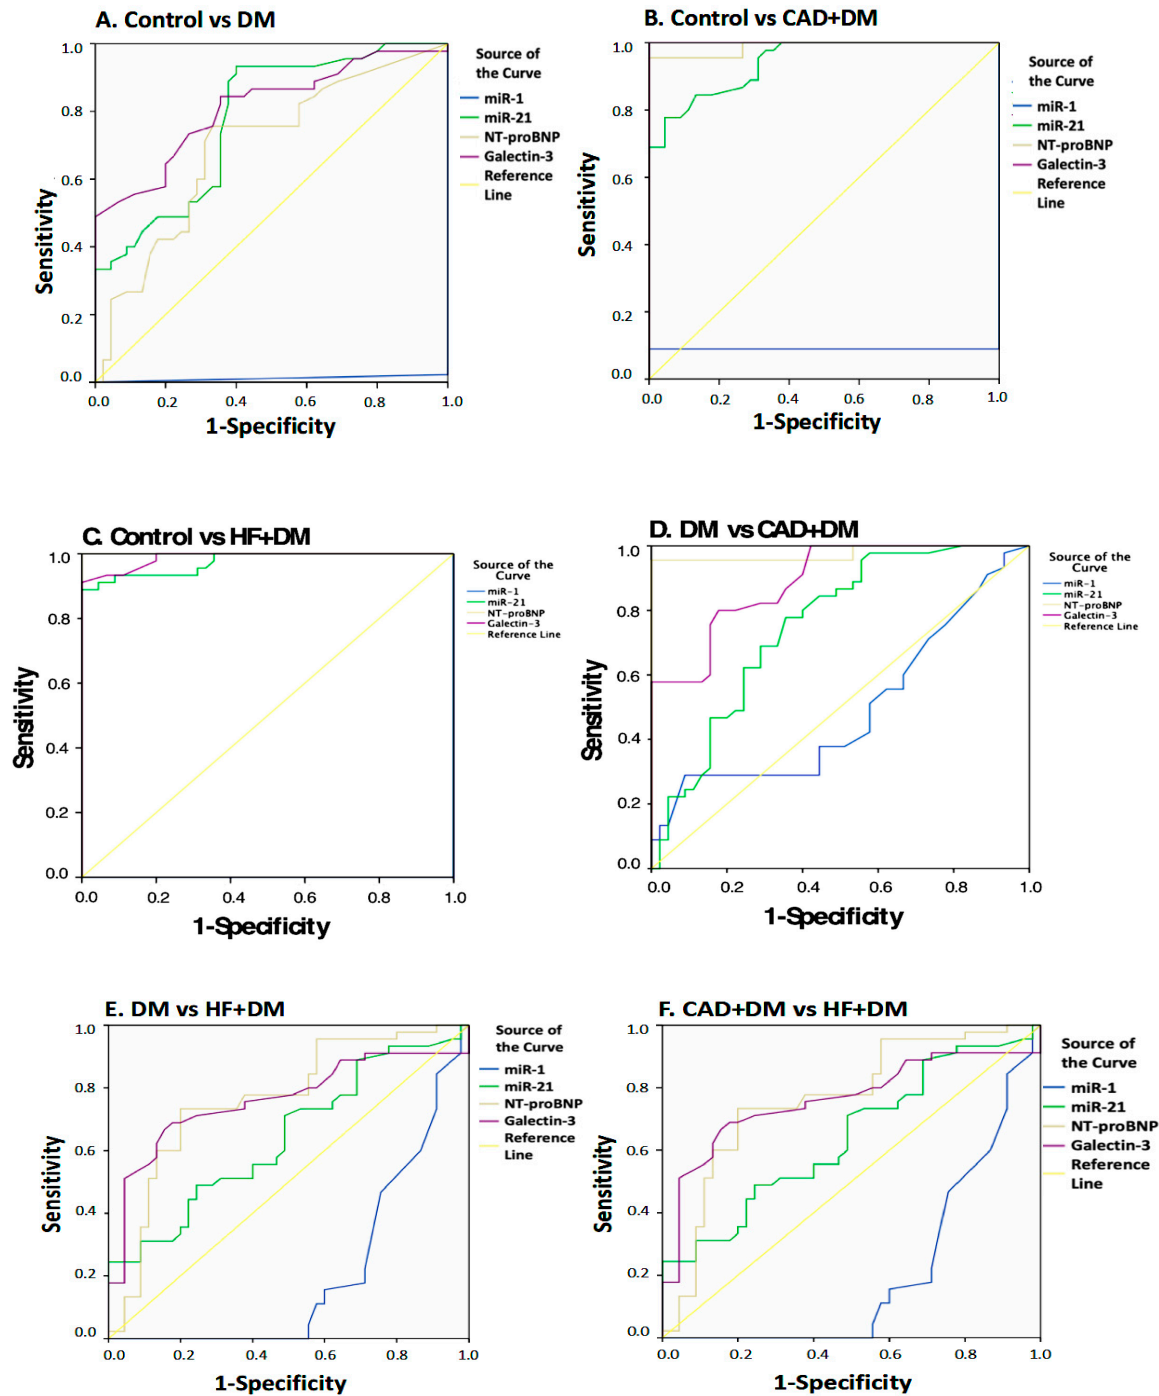 A. Control vs DM
1.0
0.8
0.6
0.4
0.2
0.0
Sensitivity
0.0 0.2 0.4 0.6 0.8 1.0
1-Specificity
Source of
the Curve
miR-1
miR-21
NT-proBNP
Galectin-3
Reference
Line
B. Control vs CAD+DM
1.0
0.8
0.6
0.4
0.2
0.0
Sensitivity
0.0 0.2 0.4 0.6 0.8 1.0
1-Specificity
Source of
the Curve
miR-1
miR-21
NT-proBNP
Galectin-3
Reference
Line
C. Control vs HF+DM
1.0
0.8
0.6
0.4
0.2
0.0
Sensitivity
0.0 0.2 0.4 0.6 0.8 1.0
1-Specificity
Source of the
Curve
miR-1
miR-21
NT-proBNP
Galectin-3
Reference Line
D. DM vs CAD+DM
1.0
0.8
0.6
0.4
0.2
0.0
Sensitivity
0.0 0.2 0.4 0.6 0.8 1.0
1-Specificity
Source of the
Curve
miR-1
miR-21
NT-proBNP
Galectin-3
Reference Line
E. DM vs HF+DM
1.0
0.8
0.6
0.4
0.2
0.0
Sensitivity
0.0 0.2 0.4 0.6 0.8 1.0
1-Specificity
Source of
the Curve
miR-1
miR-21
NT-proBNP
Galectin-3
Reference
Line
F. CAD+DM vs HF+DM
1.0
0.8
0.6
0.4
0.2
0.0
Sensitivity
0.0 0.2 0.4 0.6 0.8 1.0
1-Specificity
Source of
the Curve
miR-1
miR-21
NT-proBNP
Galectin-3
Reference
Line